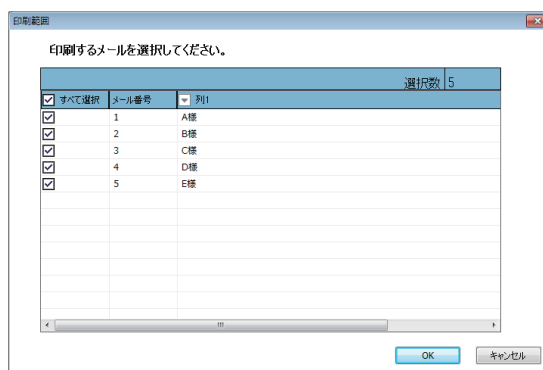 印刷範囲
印刷するメールを選択してください。
選択数 5
すべて選択 メール番号 列1
1 A様
2 B様
3 C様
4 D様
5 E様
OK キャンセル